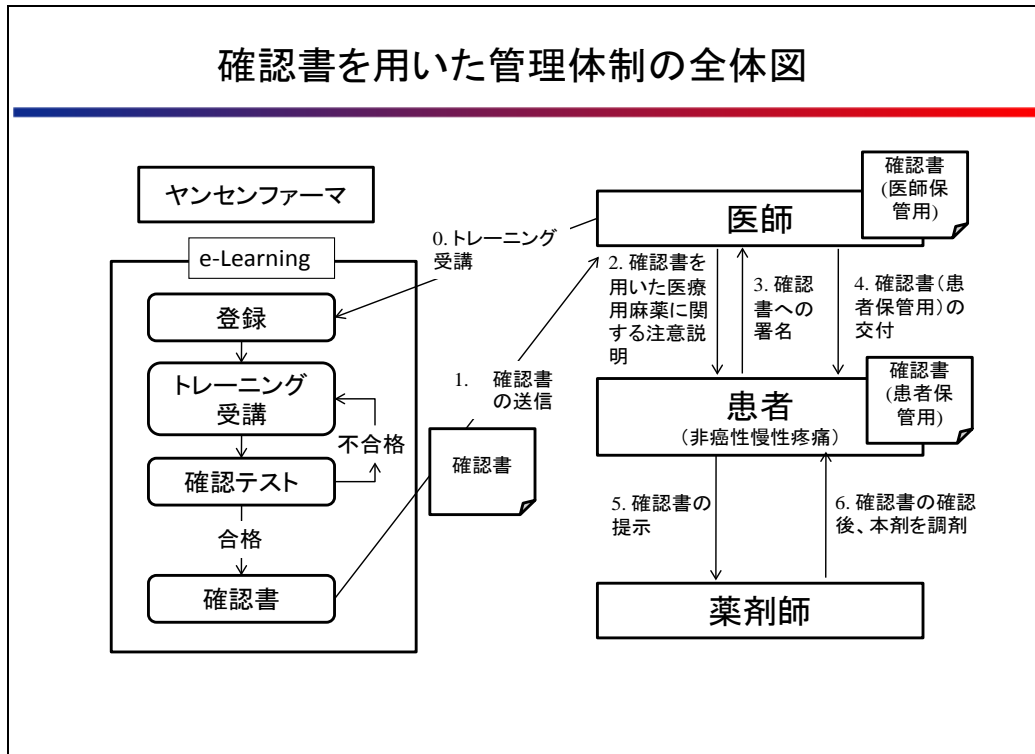 確認書を用いた管理体制の全体図
ヤンセンファーマ
e-Learning
登録
トレーニング
受講
不合格
確認テスト
合格
確認書
0. トレーニング
受講
1. 確認書
の送信
確認書
医師
確認書
(医師保
管用)
2. 確認書を
用いた医療
用麻薬に関
する注意説
明
3. 確認
書への
署名
4. 確認書(患
者保管用)の
交付
患者
(非癌性慢性疼痛)
確認書
(患者保
管用)
5. 確認書の
提示
6. 確認書の確認
後、本剤を調剤
薬剤師